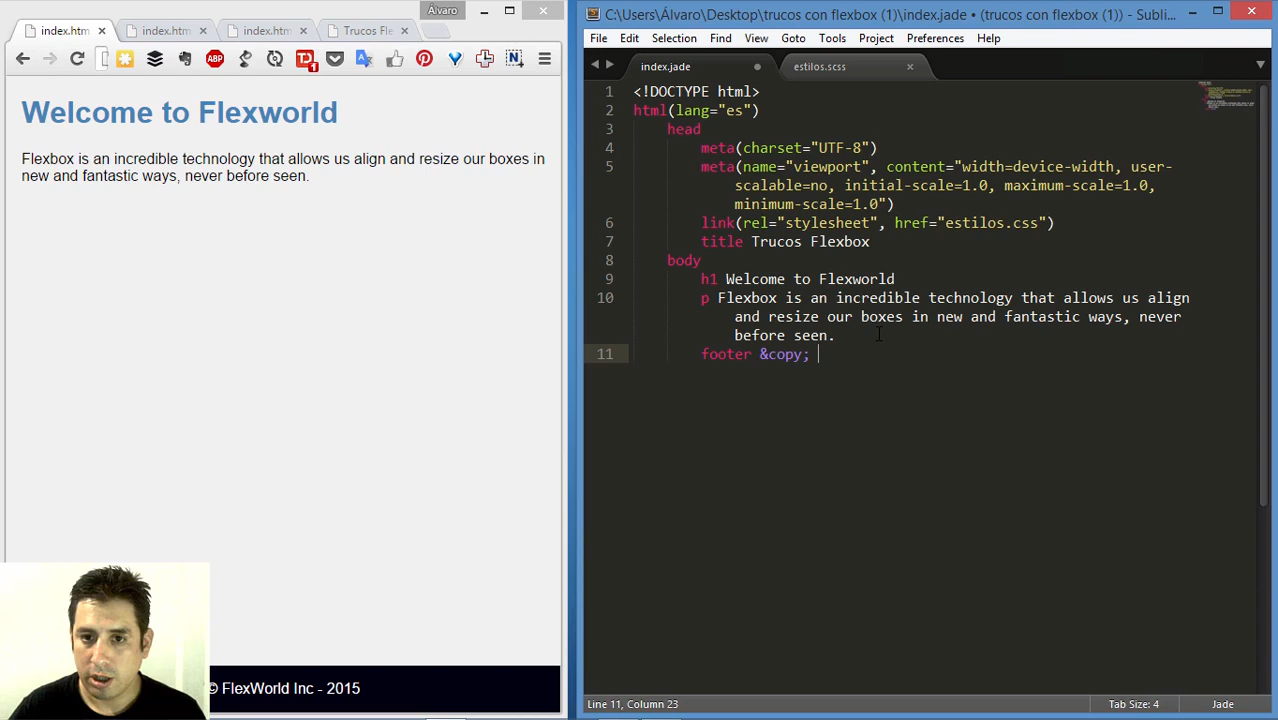 Álvaro
index.htm
index.htm
index.htm
Trucos Fle
ABP
1
Welcome to Flexworld
Flexbox is an incredible technology that allows us align and resize our boxes in
new and fantastic ways, never before seen.
© FlexWorld Inc - 2015
C:\Users\Álvaro\Desktop\trucos con flexbox (1)\index.jade • (trucos con flexbox (1)) - Subli...
File Edit Selection Find View Goto Tools Project Preferences Help
index.jade
estilos.scss
1 <!DOCTYPE html>
2 html(lang="es")
3 head
4 meta(charset="UTF-8")
5 meta(name="viewport", content="width=device-width, user-
scalable=no, initial-scale=1.0, maximum-scale=1.0,
minimum-scale=1.0")
6 link(rel="stylesheet", href="estilos.css")
7 title Trucos Flexbox
8 body
9 h1 Welcome to Flexworld
10 p Flexbox is an incredible technology that allows us align
and resize our boxes in new and fantastic ways, never
before seen.
11 footer &copy;
Line 11, Column 23
Tab Size: 4
Jade